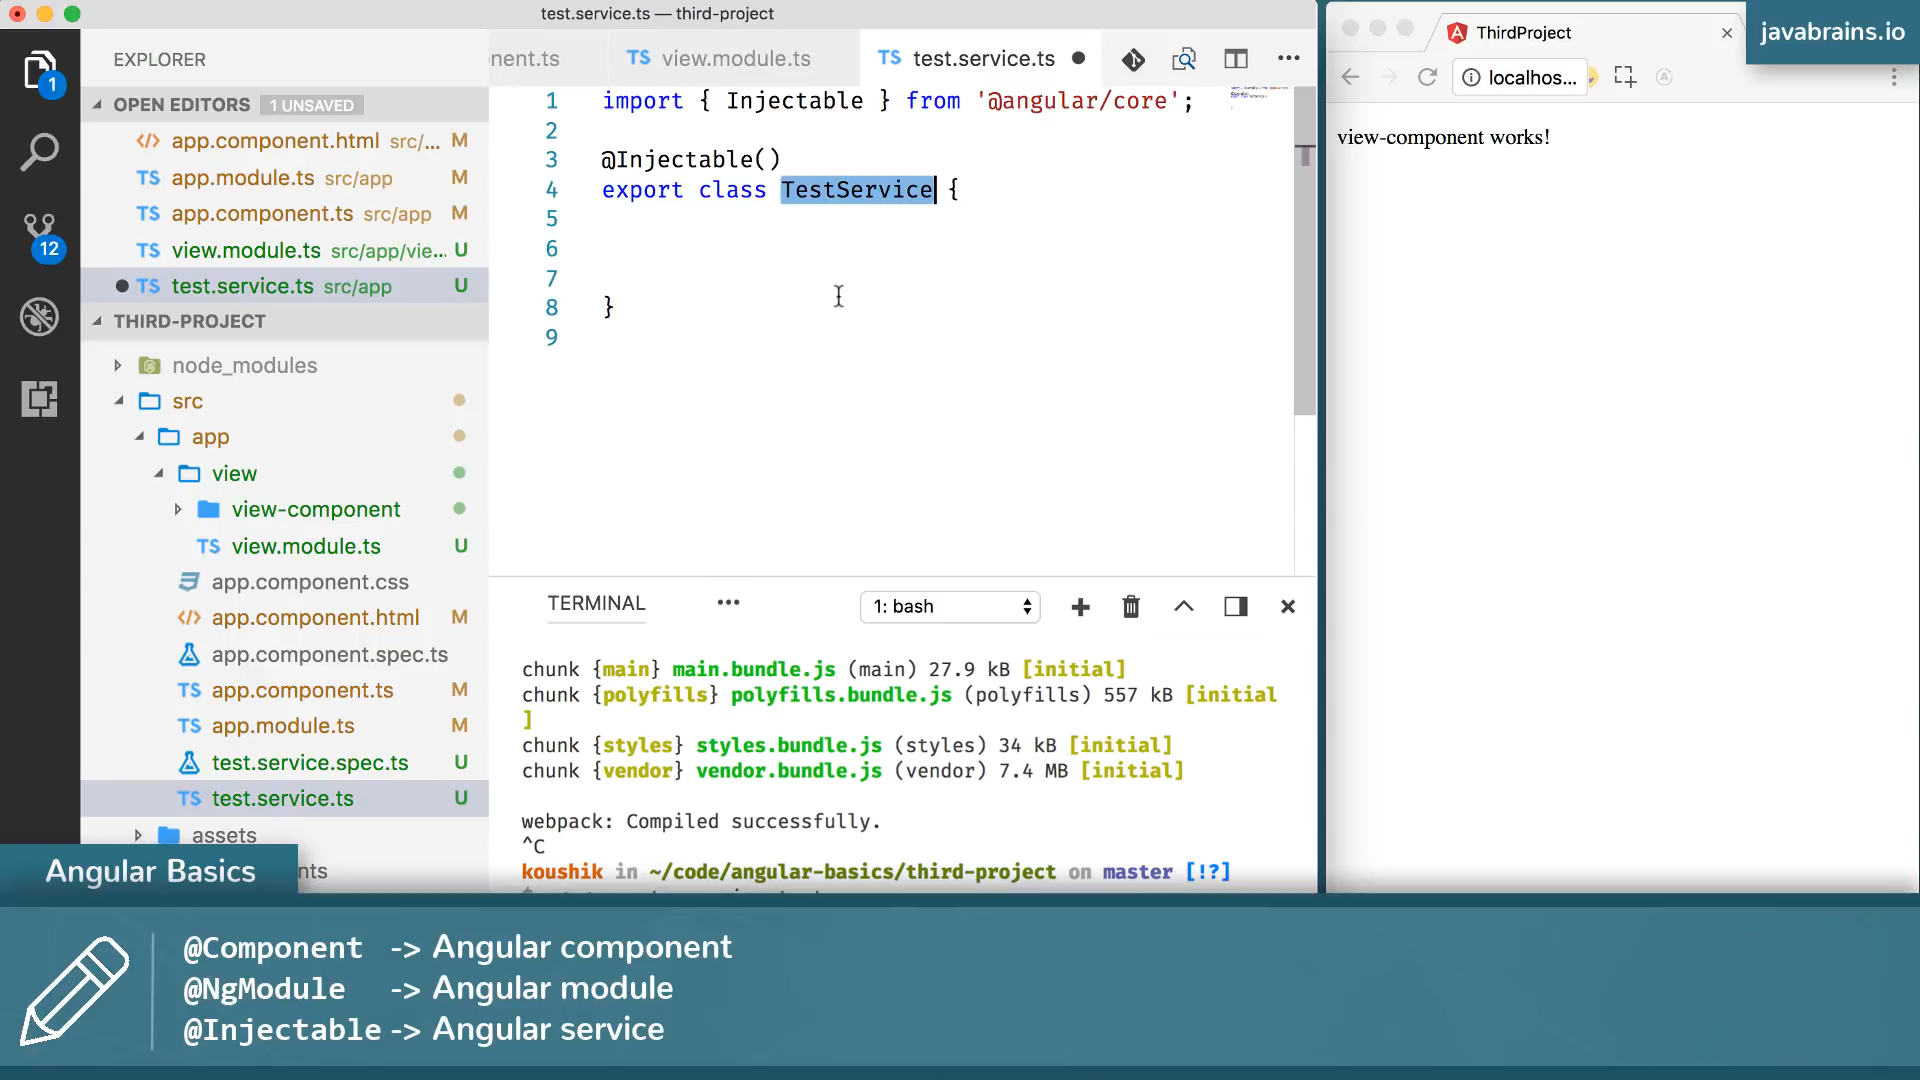 test.service.ts — third-project
EXPLORER
OPEN EDITORS 1 UNSAVED
app.component.html src/... M
TS app.module.ts src/app M
TS app.component.ts src/app M
TS view.module.ts src/app/vie... U
TS test.service.ts src/app U
THIRD-PROJECT
node_modules
src
app
view
view-component
TS view.module.ts U
app.component.css
app.component.html M
app.component.spec.ts
TS app.component.ts M
TS app.module.ts M
test.service.spec.ts U
TS test.service.ts U
assets
nts
1
12
nent.ts TS view.module.ts TS test.service.ts
1 import { Injectable } from '@angular/core';
2
3 @Injectable()
4 export class TestService {
5
6
7
8 }
9
TERMINAL 1: bash
chunk {main} main.bundle.js (main) 27.9 kB [initial]
chunk {polyfills} polyfills.bundle.js (polyfills) 557 kB [initial
]
chunk {styles} styles.bundle.js (styles) 34 kB [initial]
chunk {vendor} vendor.bundle.js (vendor) 7.4 MB [initial]
webpack: Compiled successfully.
^C
koushik in ~/code/angular-basics/third-project on master [!?]
ThirdProject
javabrains.io
localhos...
view-component works!
Angular Basics
@Component -> Angular component
@NgModule -> Angular module
@Injectable -> Angular service